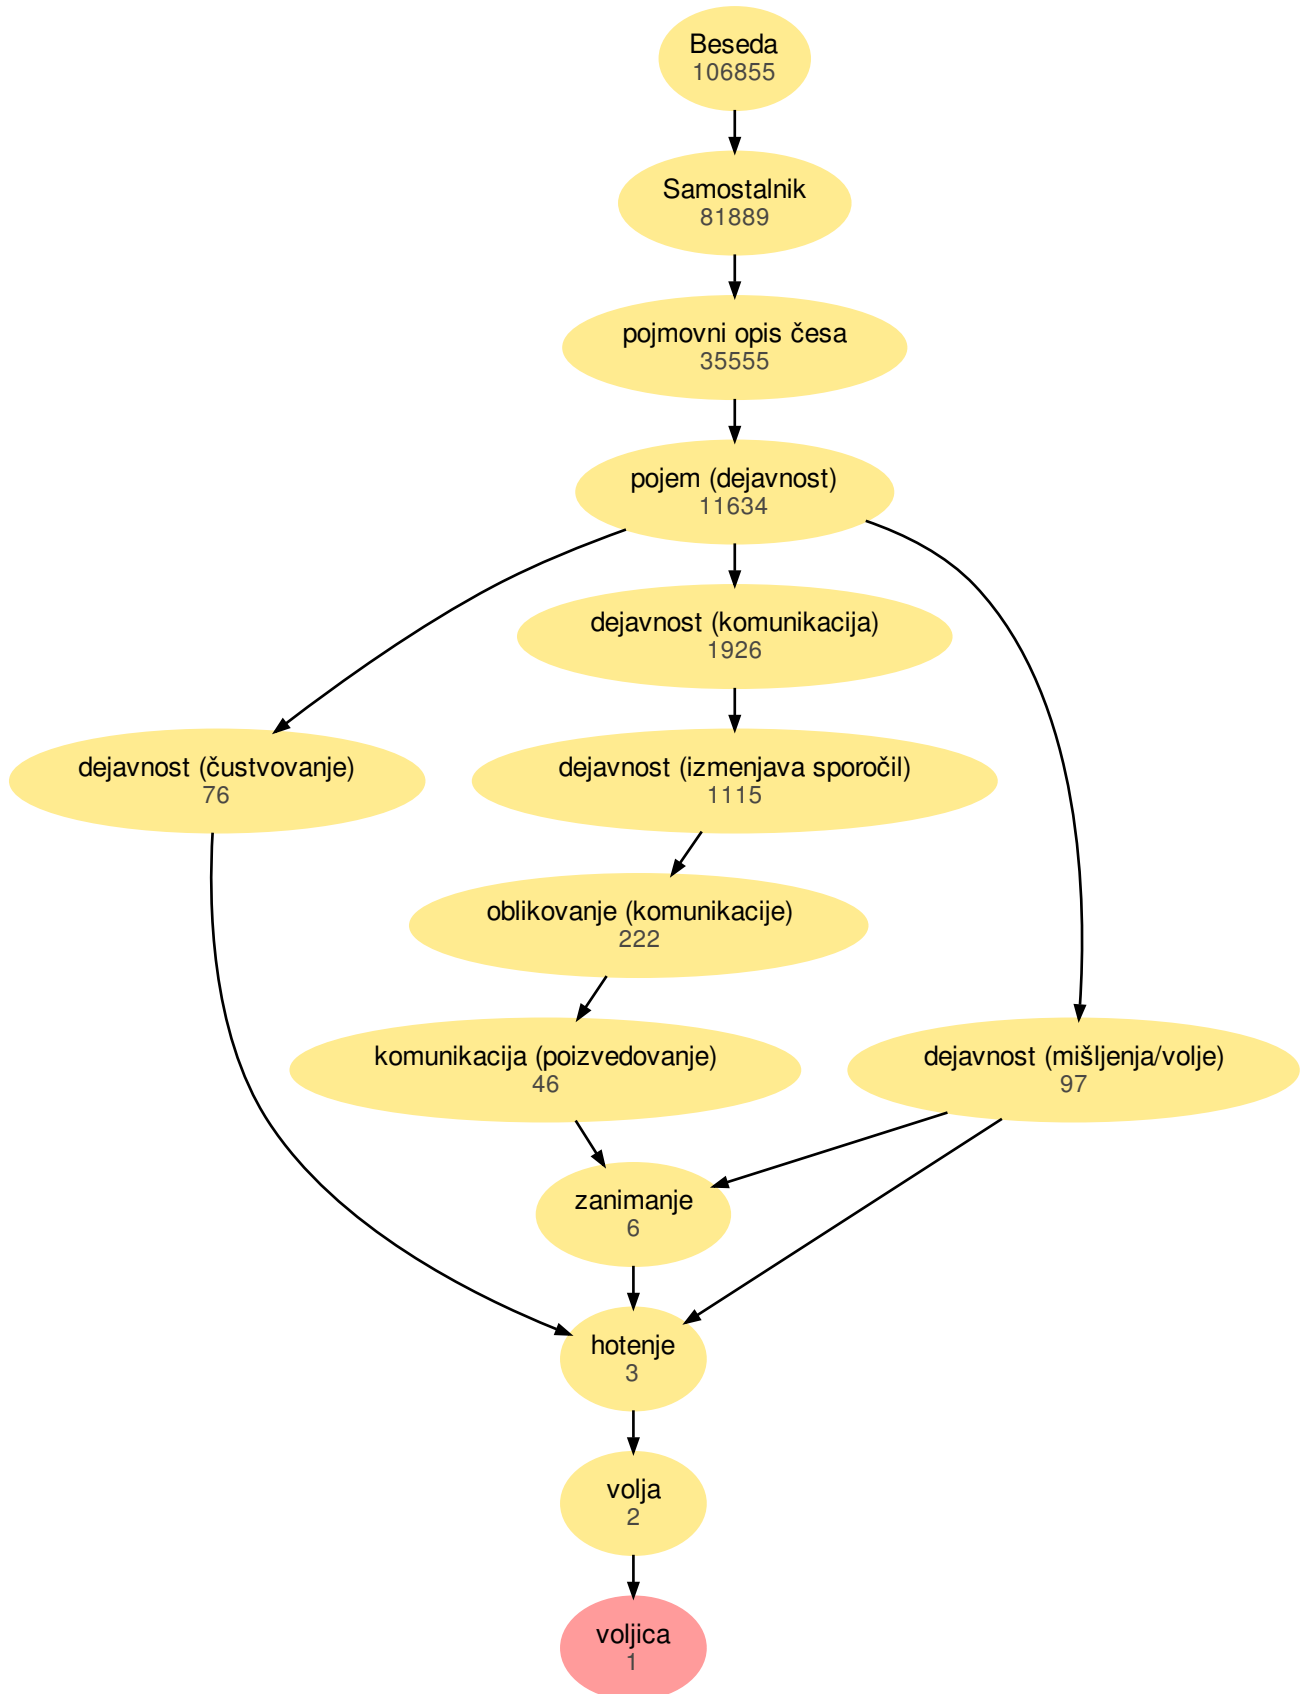 Beseda
106855
Samostalnik
81889
pojmovni opis česa
35555
pojem (dejavnost)
11634
dejavnost (komunikacija)
1926
dejavnost (čustvovanje)
76
dejavnost (izmenjava sporočil)
1115
oblikovanje (komunikacije)
222
komunikacija (poizvedovanje)
46
dejavnost (mišljenja/volje)
97
zanimanje
6
hotenje
3
volja
2
voljica
1